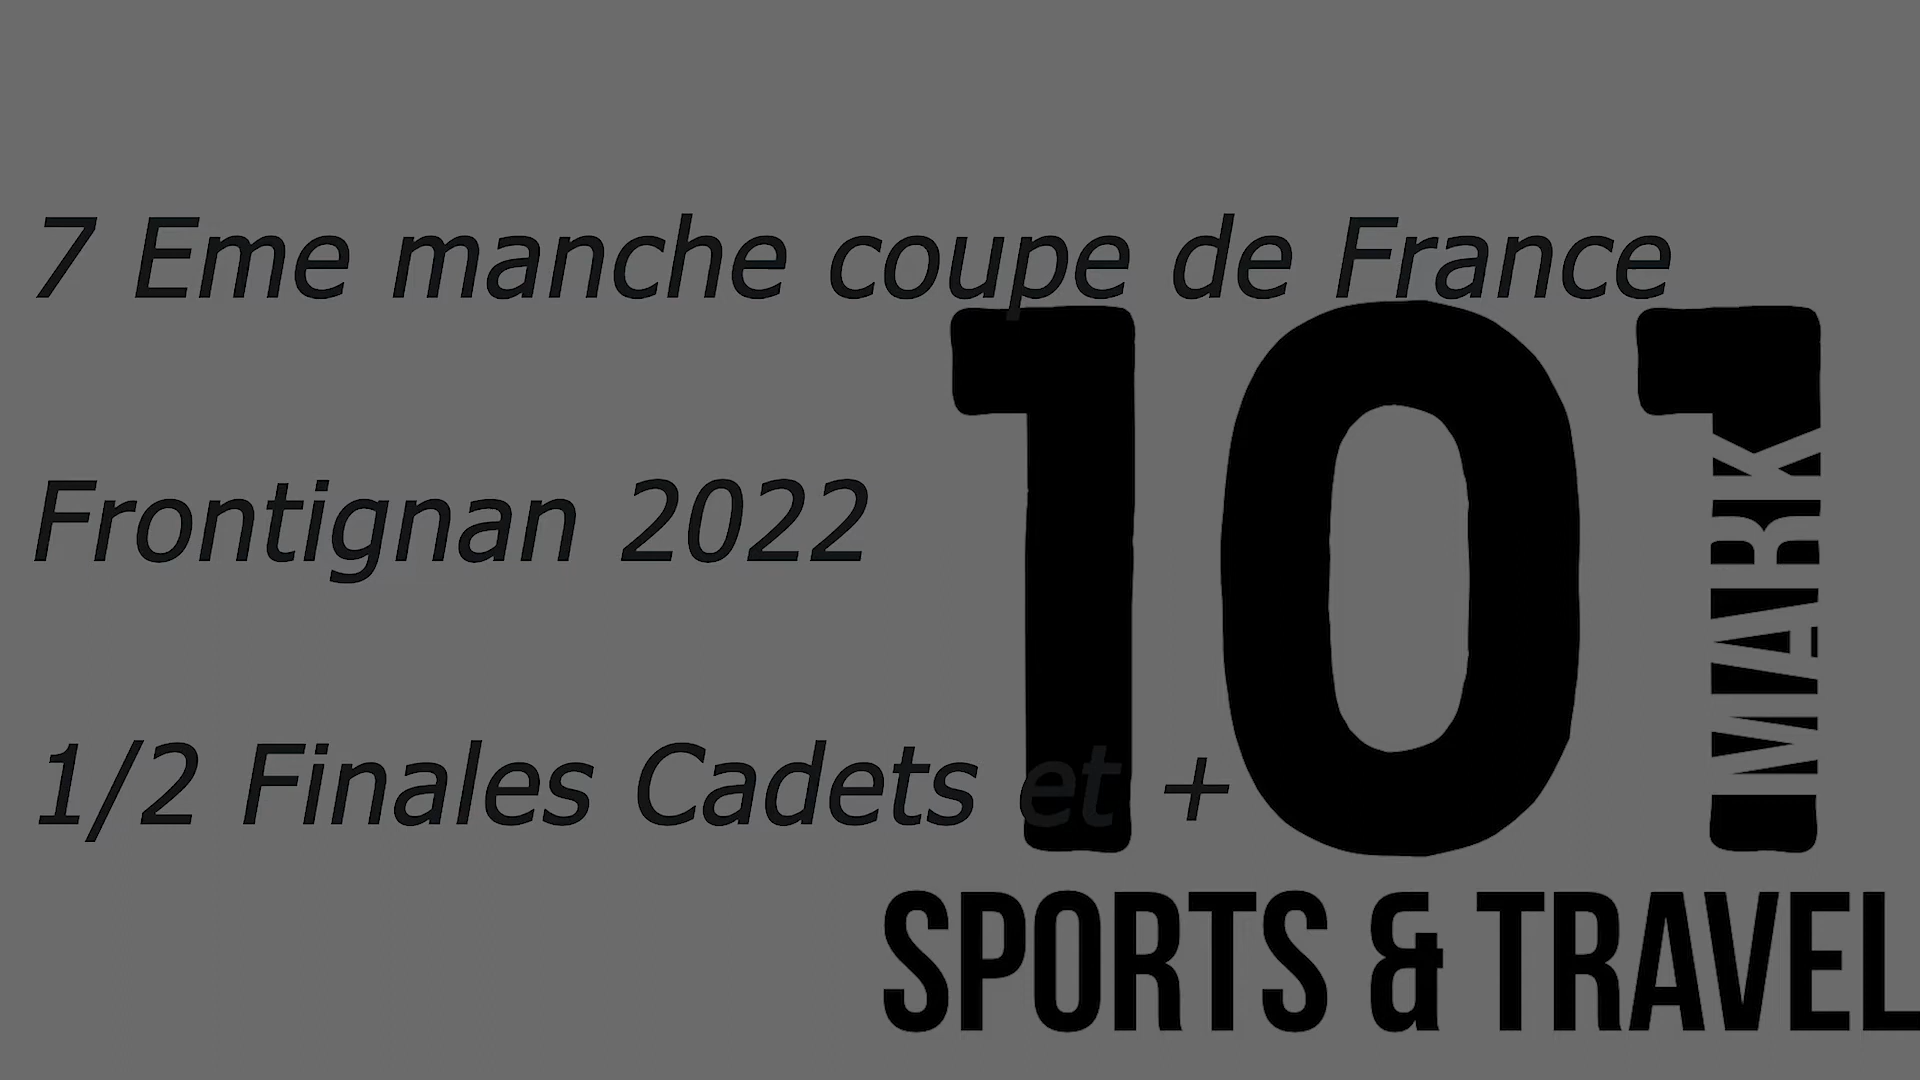 7 Eme manche coupe de France
Frontignan 2022
1/2 Finales Cadets et +
101
MARK
SPORTS & TRAVEL